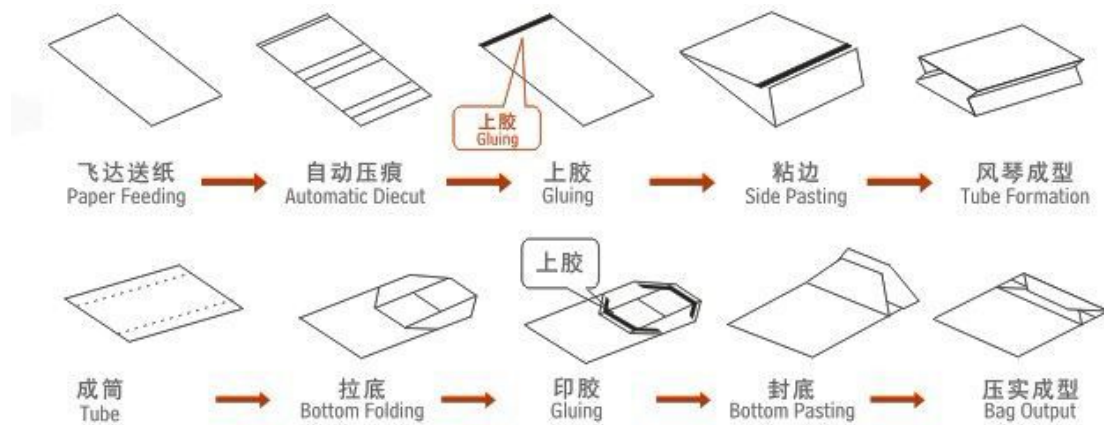 上胶
Gluing
飞达送纸
Paper Feeding
自动压痕
Automatic Diecut
上胶
Gluing
粘边
Side Pasting
风琴成型
Tube Formation
上胶
成筒
Tube
拉底
Bottom Folding
印胶
Gluing
封底
Bottom Pasting
压实成型
Bag Output